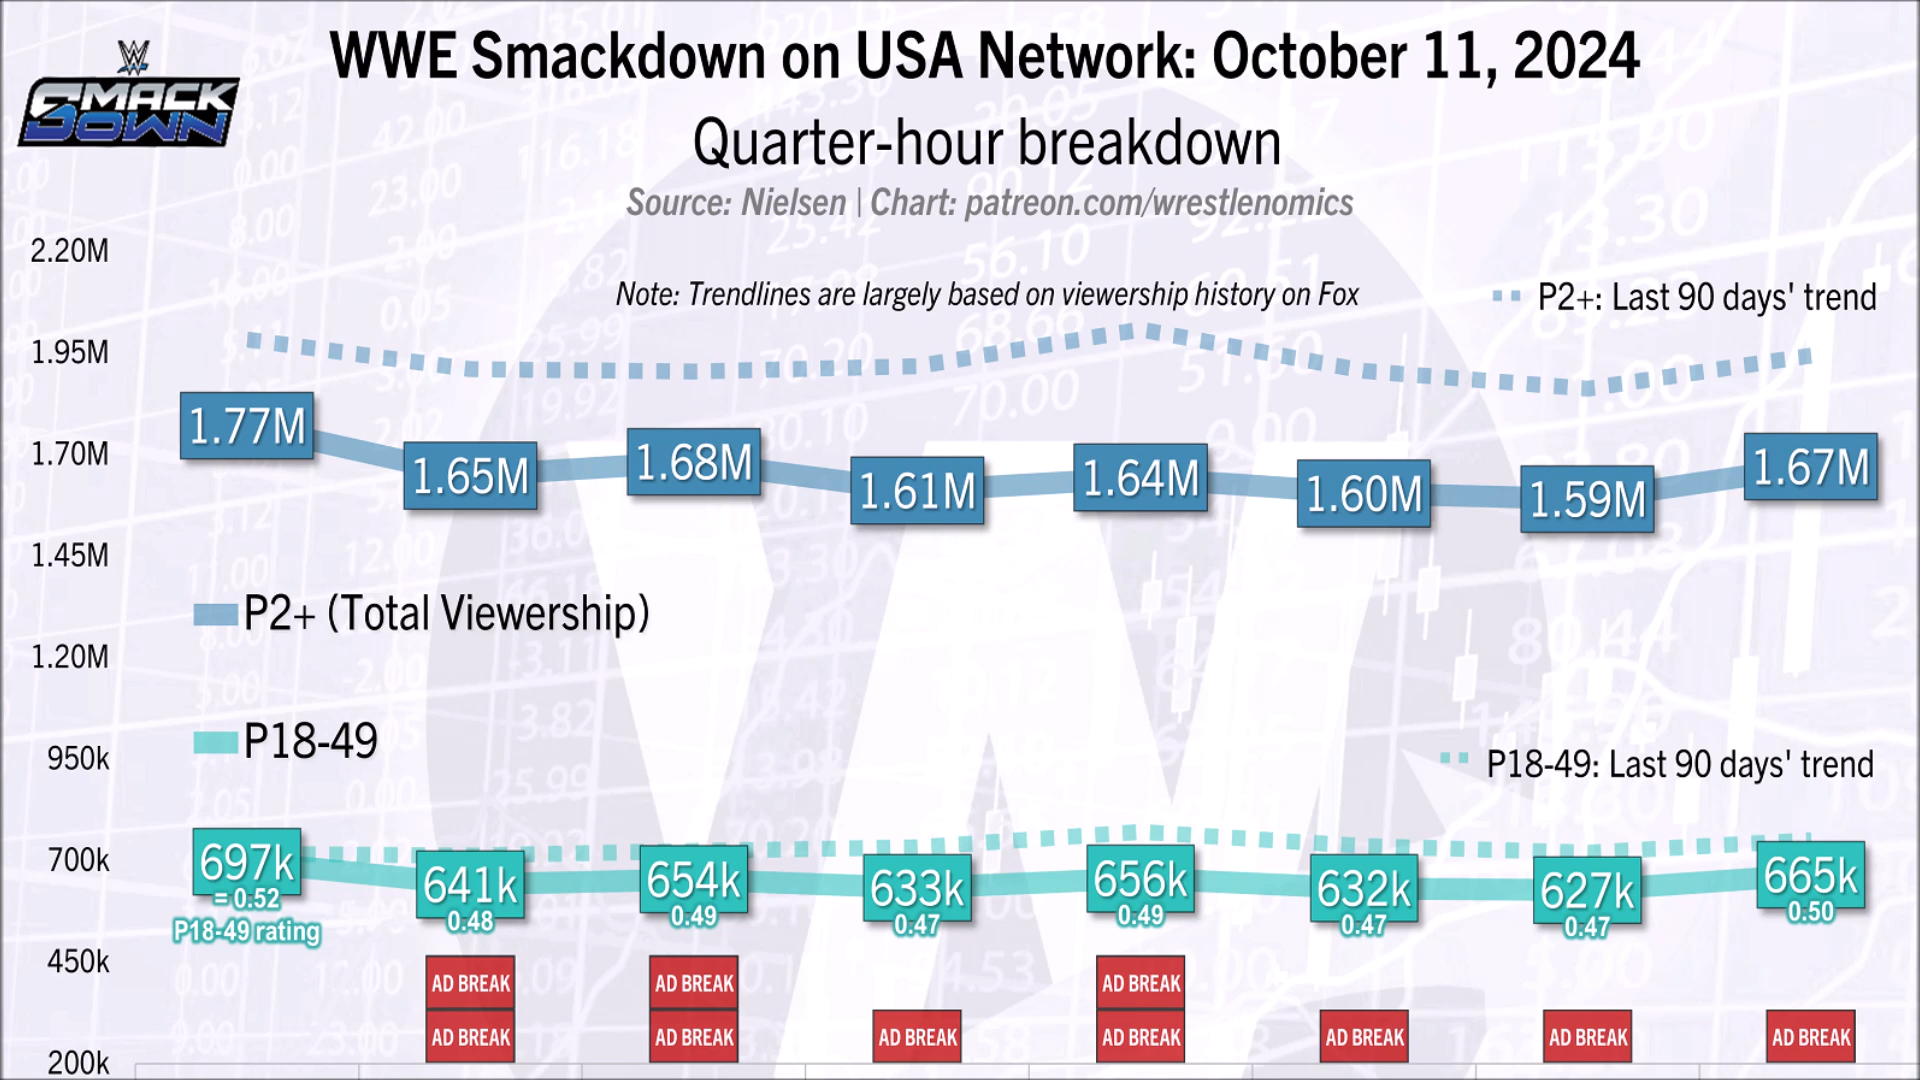 W
SMACK
DOWN
WWE Smackdown on USA Network: October 11, 2024
Quarter-hour breakdown
Source: Nielsen | Chart: patreon.com/wrestlenomics
Note: Trendlines are largely based on viewership history on Fox
P2+: Last 90 days' trend
2.20M
1.95M
1.70M
1.45M
1.20M
950k
700k
450k
200k
1.77M
1.65M
1.68M
1.61M
1.64M
1.60M
1.59M
1.67M
P2+ (Total Viewership)
P18-49
P18-49: Last 90 days' trend
697k
= 0.52
P18-49 rating
641k
0.48
654k
0.49
633k
0.47
656k
0.49
632k
0.47
627k
0.47
665k
0.50
AD BREAK
AD BREAK
AD BREAK
AD BREAK
AD BREAK
AD BREAK
AD BREAK
AD BREAK
AD BREAK
AD BREAK